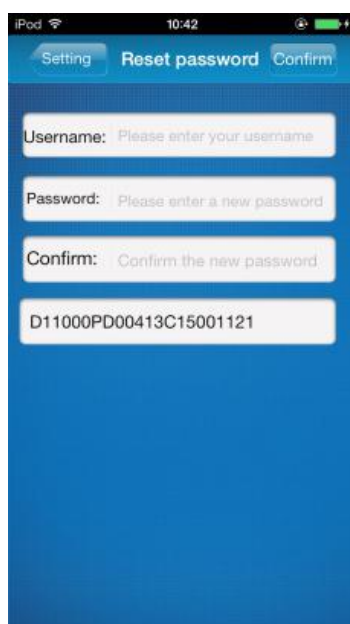 iPod 10:42
Setting Reset password Confirm
Username: Please enter your username
Password: Please enter a new password
Confirm: Confirm the new password
D11000PD00413C15001121